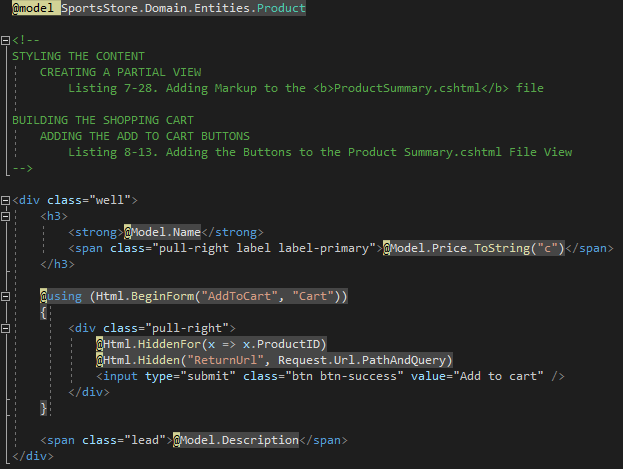 @model SportsStore.Domain.Entities.Product
<!--
STYLING THE CONTENT
    CREATING A PARTIAL VIEW
        Listing 7-28. Adding Markup to the <b>ProductSummary.cshtml</b> file
BUILDING THE SHOPPING CART
    ADDING THE ADD TO CART BUTTONS
        Listing 8-13. Adding the Buttons to the Product Summary.cshtml File View
-->
<div class="well">
    <h3>
        <strong>@Model.Name</strong>
        <span class="pull-right label label-primary">@Model.Price.ToString("c")</span>
    </h3>
    @using (Html.BeginForm("AddToCart", "Cart"))
    {
        <div class="pull-right">
            @Html.HiddenFor(x => x.ProductID)
            @Html.Hidden("ReturnUrl", Request.Url.PathAndQuery)
            <input type="submit" class="btn btn-success" value="Add to cart" />
        </div>
    }
    <span class="lead">@Model.Description</span>
</div>